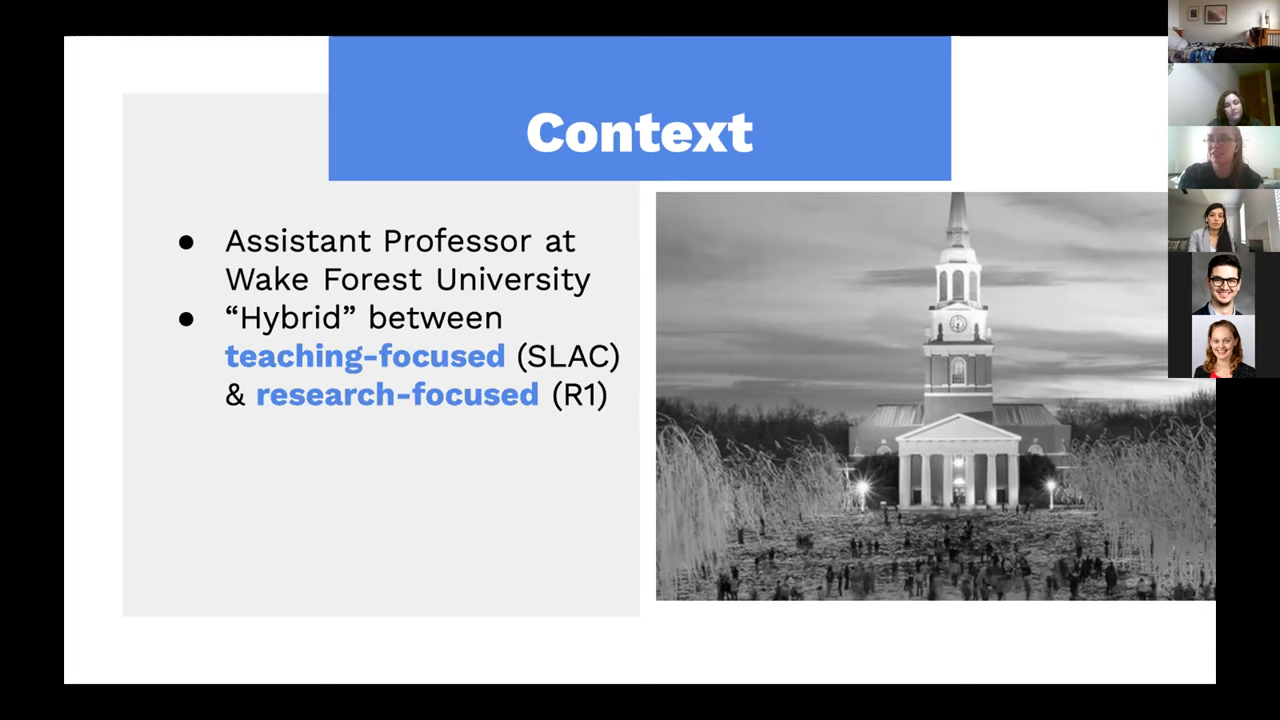 Context
● Assistant Professor at
Wake Forest University
● “Hybrid” between
teaching-focused (SLAC)
& research-focused (R1)